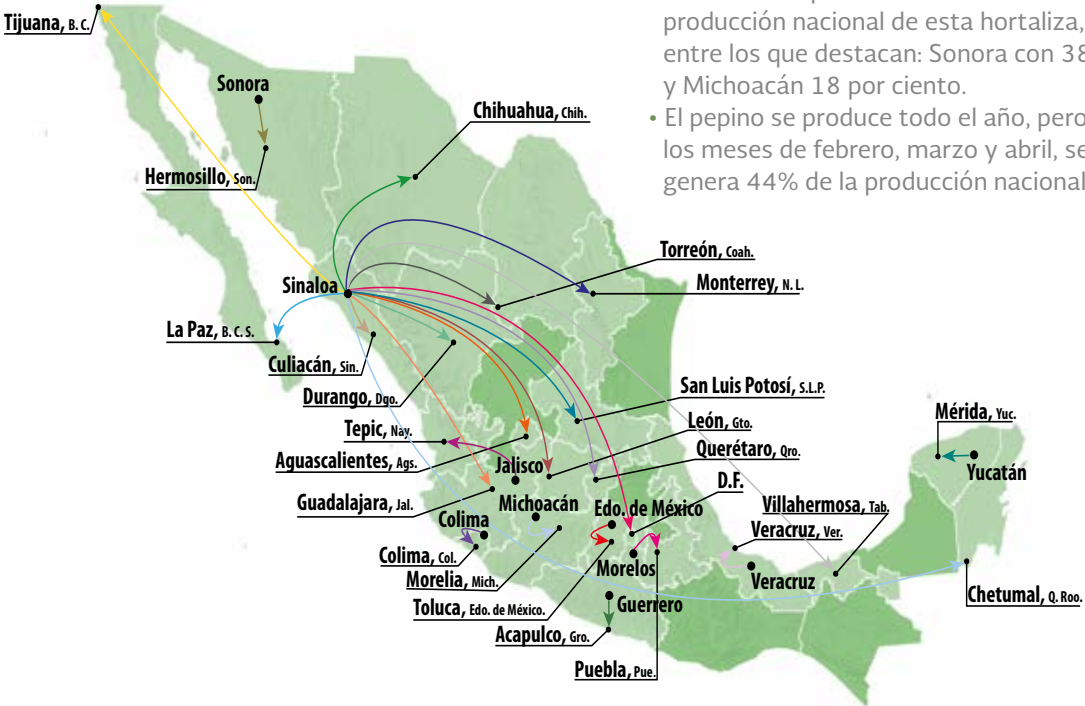 producción nacional de esta hortaliza,
entre los que destacan: Sonora con 38
y Michoacán 18 por ciento.
• El pepino se produce todo el año, pero
los meses de febrero, marzo y abril, se
genera 44% de la producción nacional
Tijuana, B. C.
Sonora
Chihuahua, Chih.
Hermosillo, Son.
Torreón, Coah.
Sinaloa
Monterrey, N. L.
La Paz, B. C. S.
Culiacán, Sin.
Durango, Dgo.
San Luis Potosí, S.L.P.
Tepic, Nay.
León, Gto.
Mérida, Yuc.
Aguascalientes, Ags.
Jalisco
Querétaro, Qro.
Yucatán
D.F.
Guadalajara, Jal.
Michoacán
Edo. de México
Villahermosa, Tab.
Colima
Veracruz, Ver.
Colima, Col.
Morelos
Morelia, Mich.
Veracruz
Toluca, Edo. de México.
Guerrero
Chetumal, Q. Roo.
Acapulco, Gro.
Puebla, Pue.